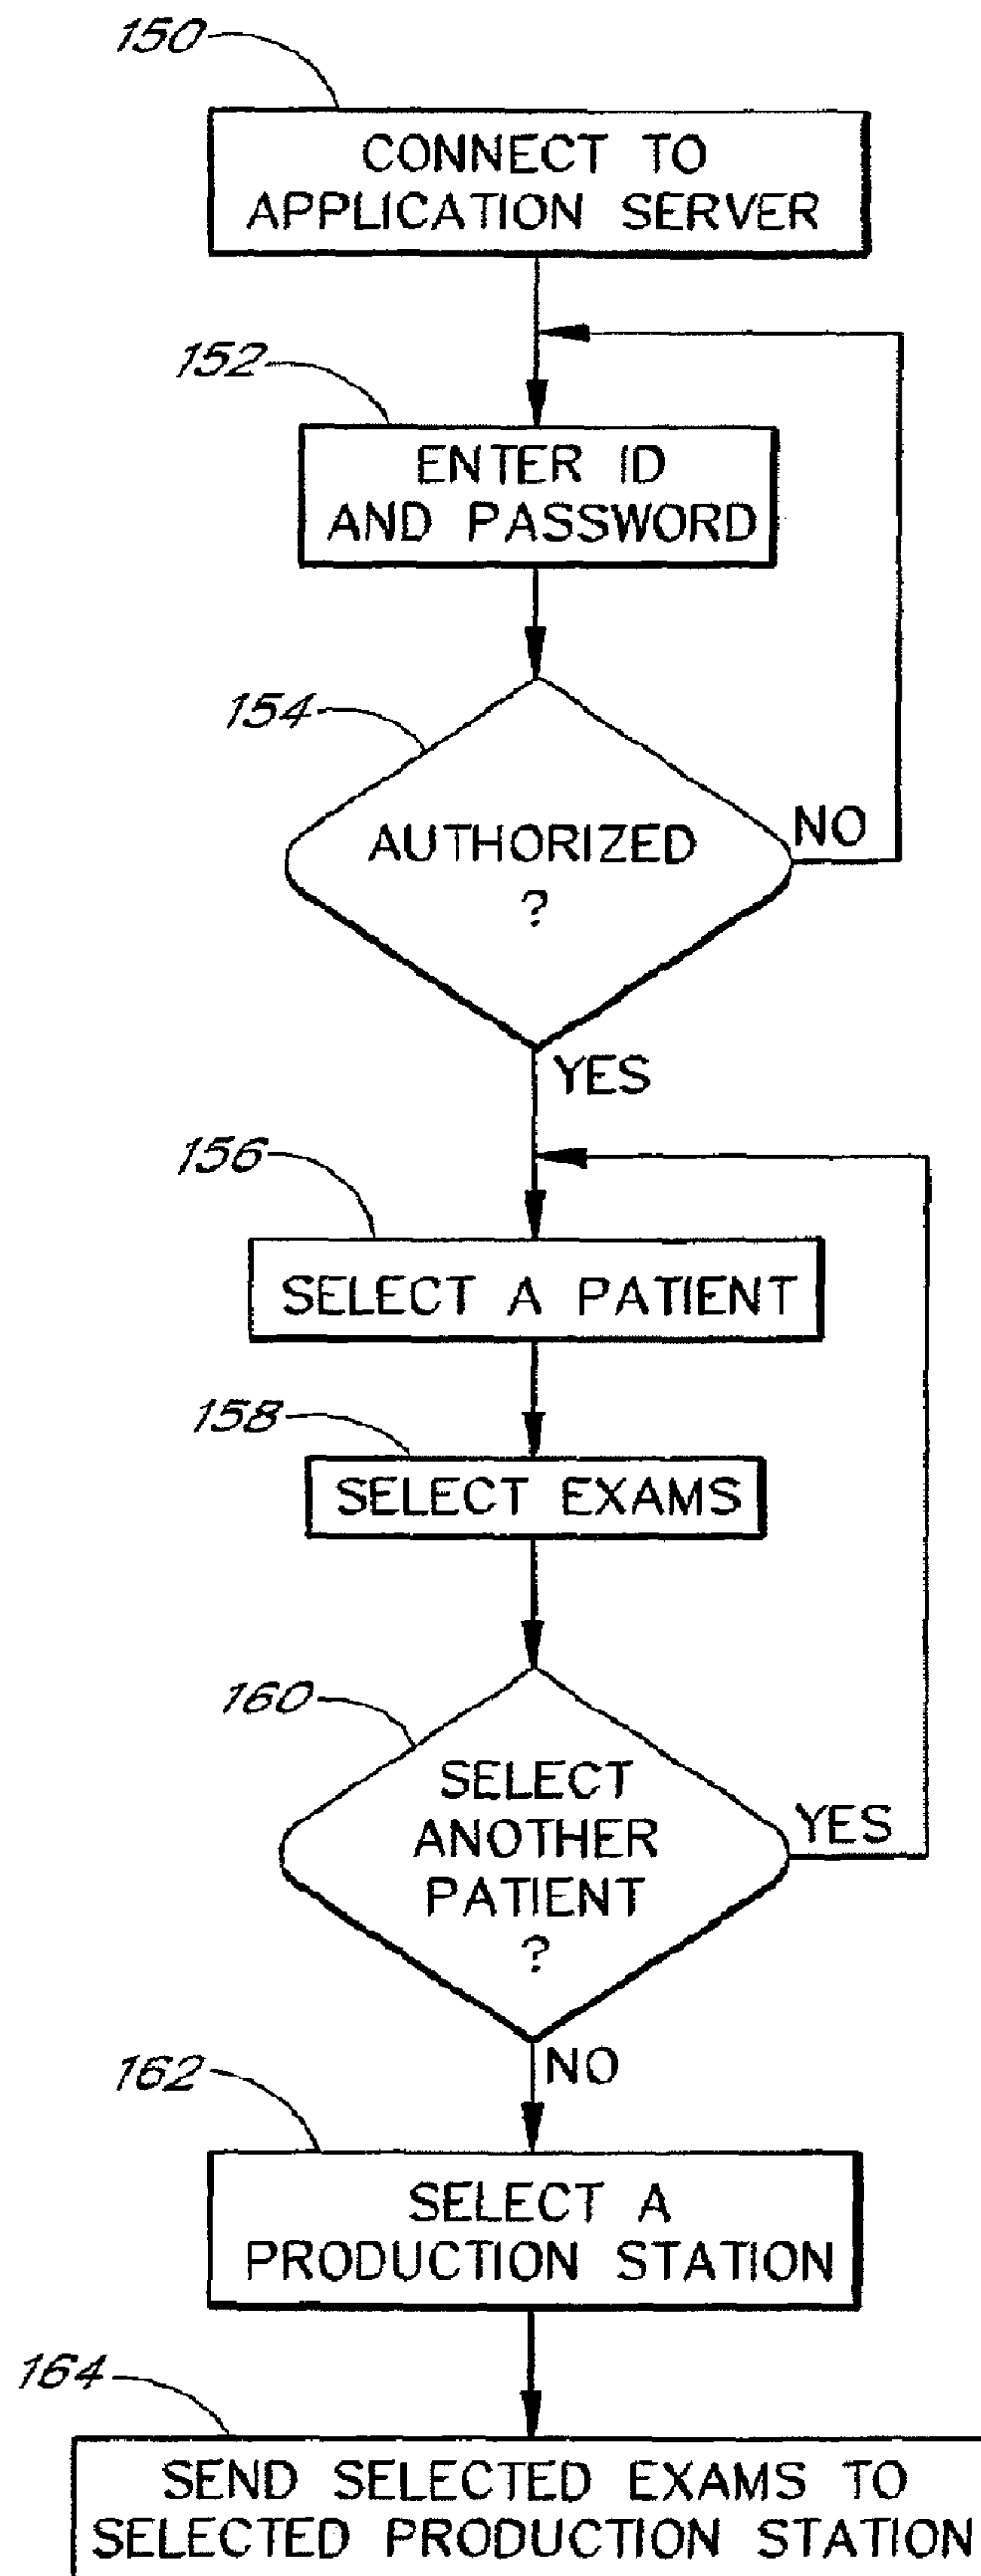 150
CONNECT TO
APPLICATION SERVER
152
ENTER ID
AND PASSWORD
154
AUTHORIZED
?
NO
YES
156
SELECT A PATIENT
158
SELECT EXAMS
160
SELECT
ANOTHER
PATIENT
?
YES
NO
162
SELECT A
PRODUCTION STATION
164
SEND SELECTED EXAMS TO
SELECTED PRODUCTION STATION